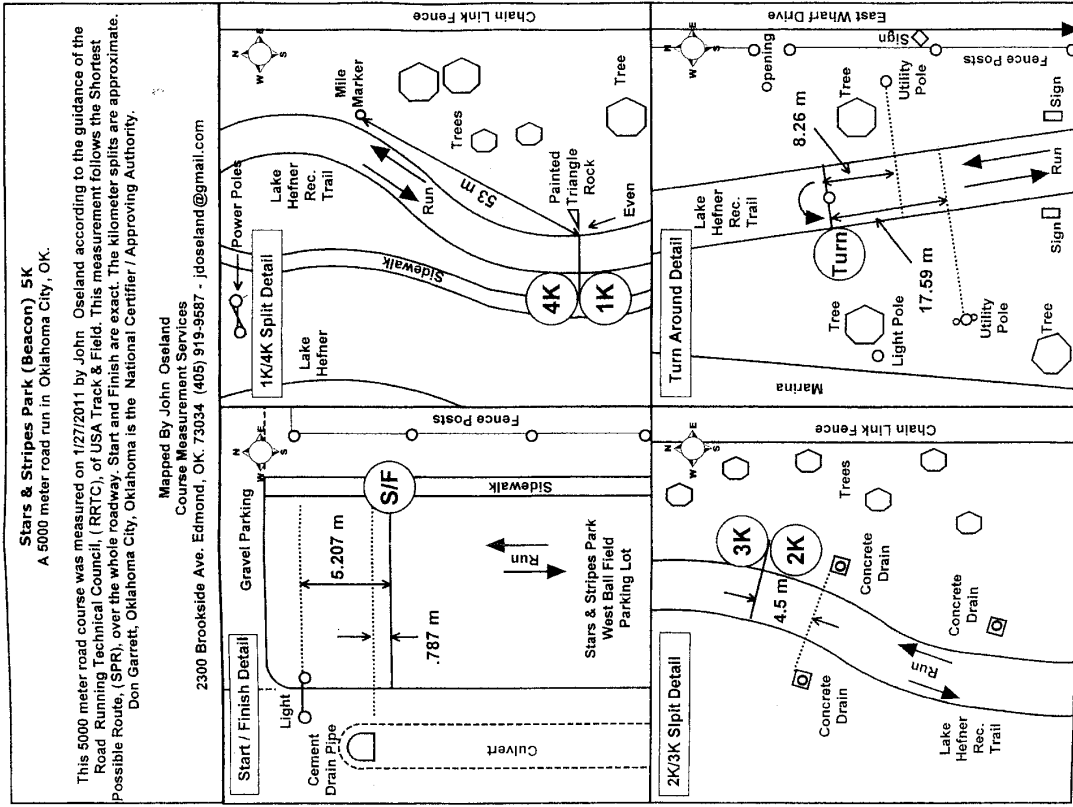 Stars & Stripes Park (Beacon) 5K
A 5000 meter road run in Oklahoma City, OK.
This 5000 meter road course was measured on 1/27/2011 by John Oseland according to the guidance of the
Road Running Technical Council, ( RRTC), of USA Track & Field. This measurement follows the Shortest
Possible Route, (SPR), over the whole roadway. Start and Finish are exact. The kilometer splits are approximate.
Don Garrett, Oklahoma City, Oklahoma is the National Certifier / Approving Authority.
Mapped By John Oseland
Course Measurement Services
2300 Brookside Ave. Edmond, OK. 73034 (405) 919-9587 - jdoseland@gmail.com
Start / Finish Detail
Gravel Parking
N
E
S
W
Light
5.207 m
S/F
Cement
Drain Pipe
.787 m
Culvert
Run
Stars & Stripes Park
West Ball Field
Parking Lot
Sidewalk
Fence Posts
1K/4K Split Detail
Power Poles
N
E
S
W
Chain Link Fence
Lake
Hefner
Lake
Hefner
Rec.
Trail
Mile
Marker
Run
Trees
Sidewalk
53 m
4K
1K
Painted
Triangle
Rock
Even
Tree
2K/3K Slpit Detail
N
E
S
W
3K
2K
4.5 m
Trees
Chain Link Fence
Concrete
Drain
Concrete
Drain
Concrete
Drain
Run
Lake
Hefner
Rec.
Trail
Turn Around Detail
N
E
S
W
East Wharf Drive
Opening
Lake
Hefner
Rec.
Trail
Tree
Turn
8.26 m
Tree
Light Pole
Utility
Pole
Sign
17.59 m
Utility
Pole
Fence Posts
Marina
Tree
Sign
Run
Sign